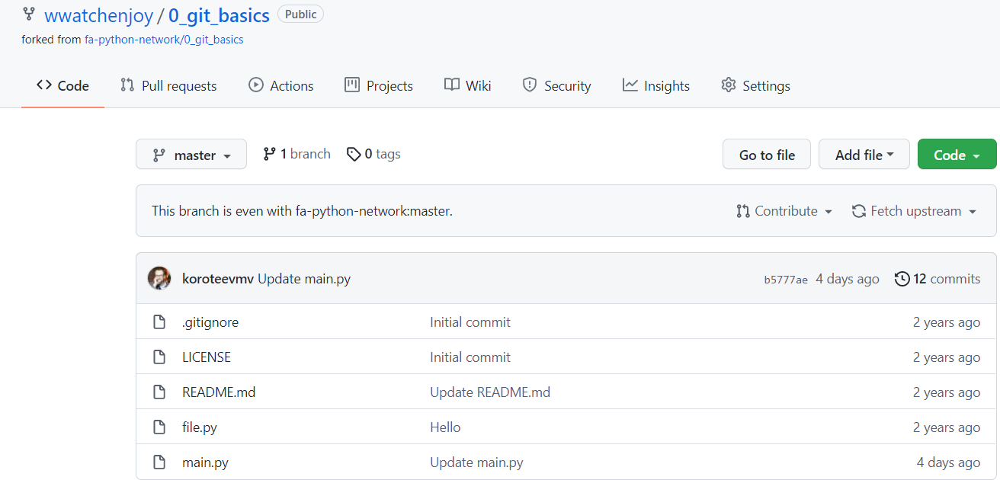 wwatchenjoy / 0_git_basics Public
forked from fa-python-network/0_git_basics
Code Pull requests Actions Projects Wiki Security Insights Settings
master 1 branch 0 tags Go to file Add file Code
This branch is even with fa-python-network:master. Contribute Fetch upstream
koroteevmv Update main.py b5777ae 4 days ago 12 commits
.gitignore Initial commit 2 years ago
LICENSE Initial commit 2 years ago
README.md Update README.md 2 years ago
file.py Hello 2 years ago
main.py Update main.py 4 days ago